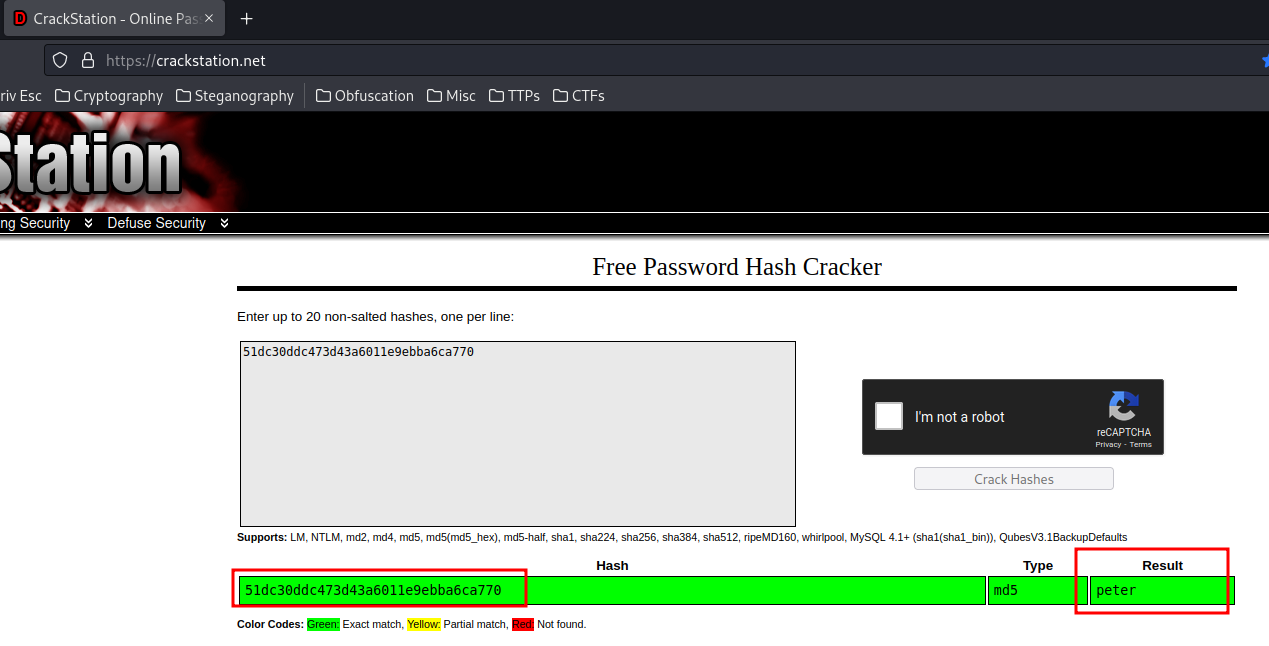 CrackStation - Online Pas
https://crackstation.net
riv Esc Cryptography Steganography Obfuscation Misc TTPs CTFs
Station
ng Security Defuse Security
Free Password Hash Cracker
Enter up to 20 non-salted hashes, one per line:
51dc30ddc473d43a6011e9ebba6ca770
I'm not a robot
reCAPTCHA
Privacy - Terms
Crack Hashes
Supports: LM, NTLM, md2, md4, md5, md5(md5_hex), md5-half, sha1, sha224, sha256, sha384, sha512, ripeMD160, whirlpool, MySQL 4.1+ (sha1(sha1_bin)), QubesV3.1BackupDefaults
Hash Type Result
51dc30ddc473d43a6011e9ebba6ca770 md5 peter
Color Codes: Green: Exact match, Yellow: Partial match, Red: Not found.